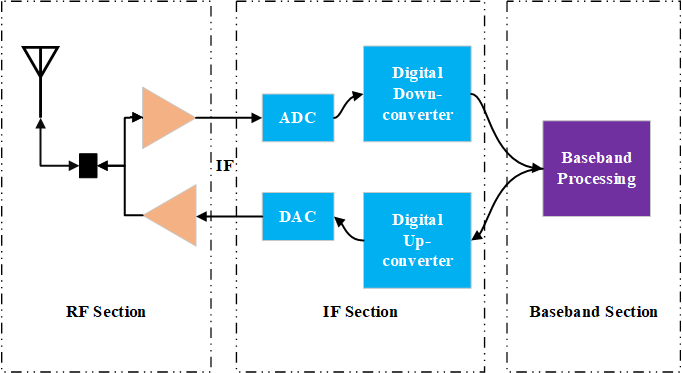 Digital
Down-
converter
ADC
Baseband
Processing
IF
DAC
Digital
Up-
converter
RF Section
IF Section
Baseband Section